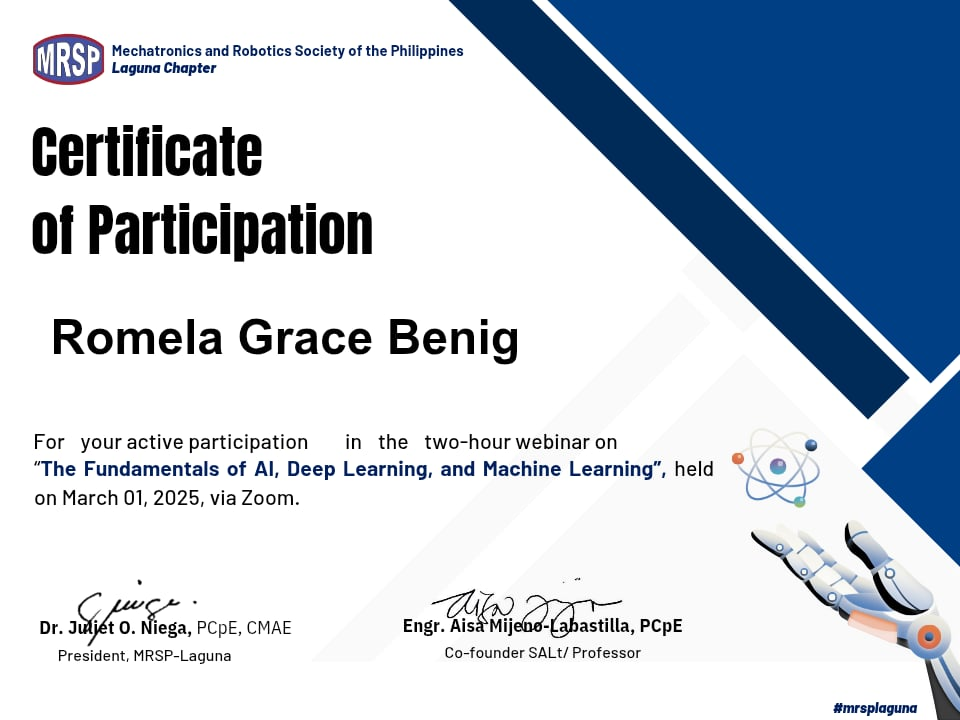 MRSP
Mechatronics and Robotics Society of the Philippines
Laguna Chapter
Certificate
of Participation
Romela Grace Benig
For your active participation in the two-hour webinar on
“The Fundamentals of AI, Deep Learning, and Machine Learning”, held
on March 01, 2025, via Zoom.
Dr. Juliet O. Niega, PCpE, CMAE
President, MRSP-Laguna
Engr. Aisa Mijeno-Labastilla, PCpE
Co-founder SALt/ Professor
#mrsplaguna